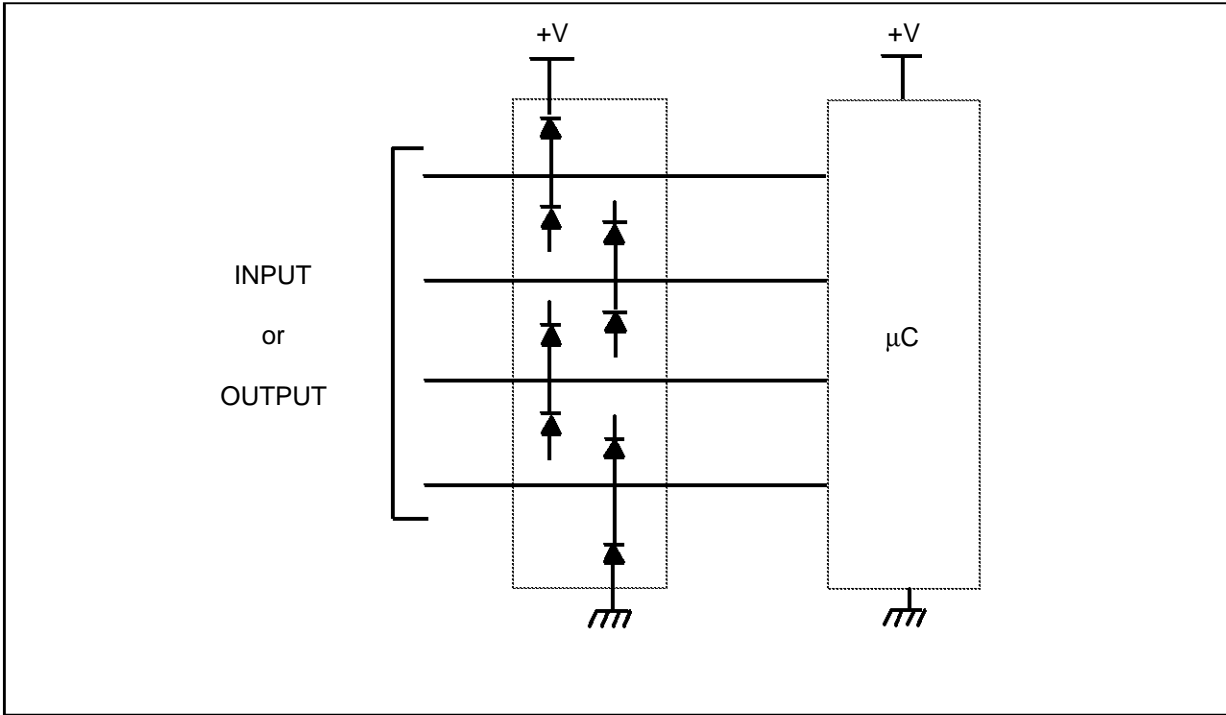 +V
+V
INPUT
or
OUTPUT
μC